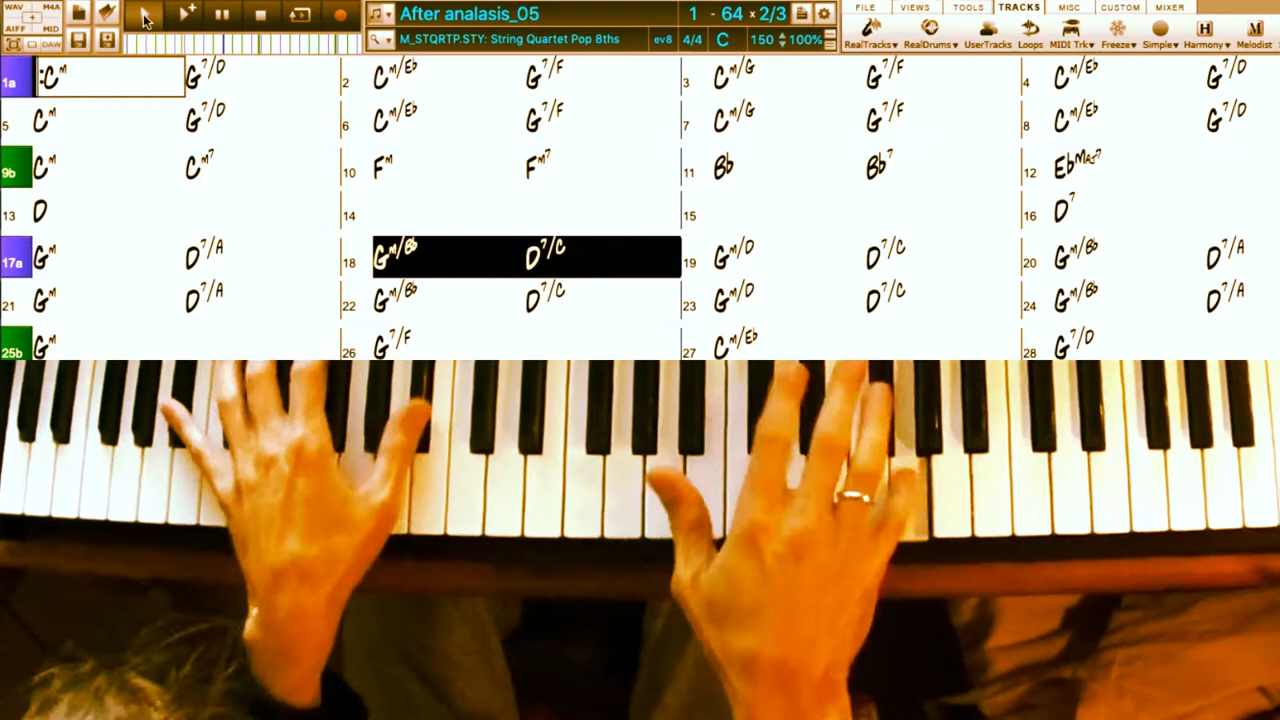 WAV M4A After analasis_05 1 - 64 x 2/3 FILE VIEWS TOOLS TRACKS MISC CUSTOM MIXER
AIFF MID DAW M_STQRTP.STY: String Quartet Pop 8ths ev8 4/4 C 150 100% RealTracks RealDrums UserTracks Loops MIDI Trk Freeze Simple Harmony Melodist
1a :Cm G7/D 2 Cm/Eb G7/F 3 Cm/G G7/F 4 Cm/Eb G7/D
5 Cm G7/D 6 Cm/Eb G7/F 7 Cm/G G7/F 8 Cm/Eb G7/D
9b Cm Cm7 10 Fm Fm7 11 Bb Bb7 12 EbMaj7
13 D 14 15 16 D7
17a Gm D7/A 18 Gm/Bb D7/C 19 Gm/D D7/C 20 Gm/Bb D7/A
21 Gm D7/A 22 Gm/Bb D7/C 23 Gm/D D7/C 24 Gm/Bb D7/A
25b Gm 26 G7/F 27 Cm/Eb 28 G7/D